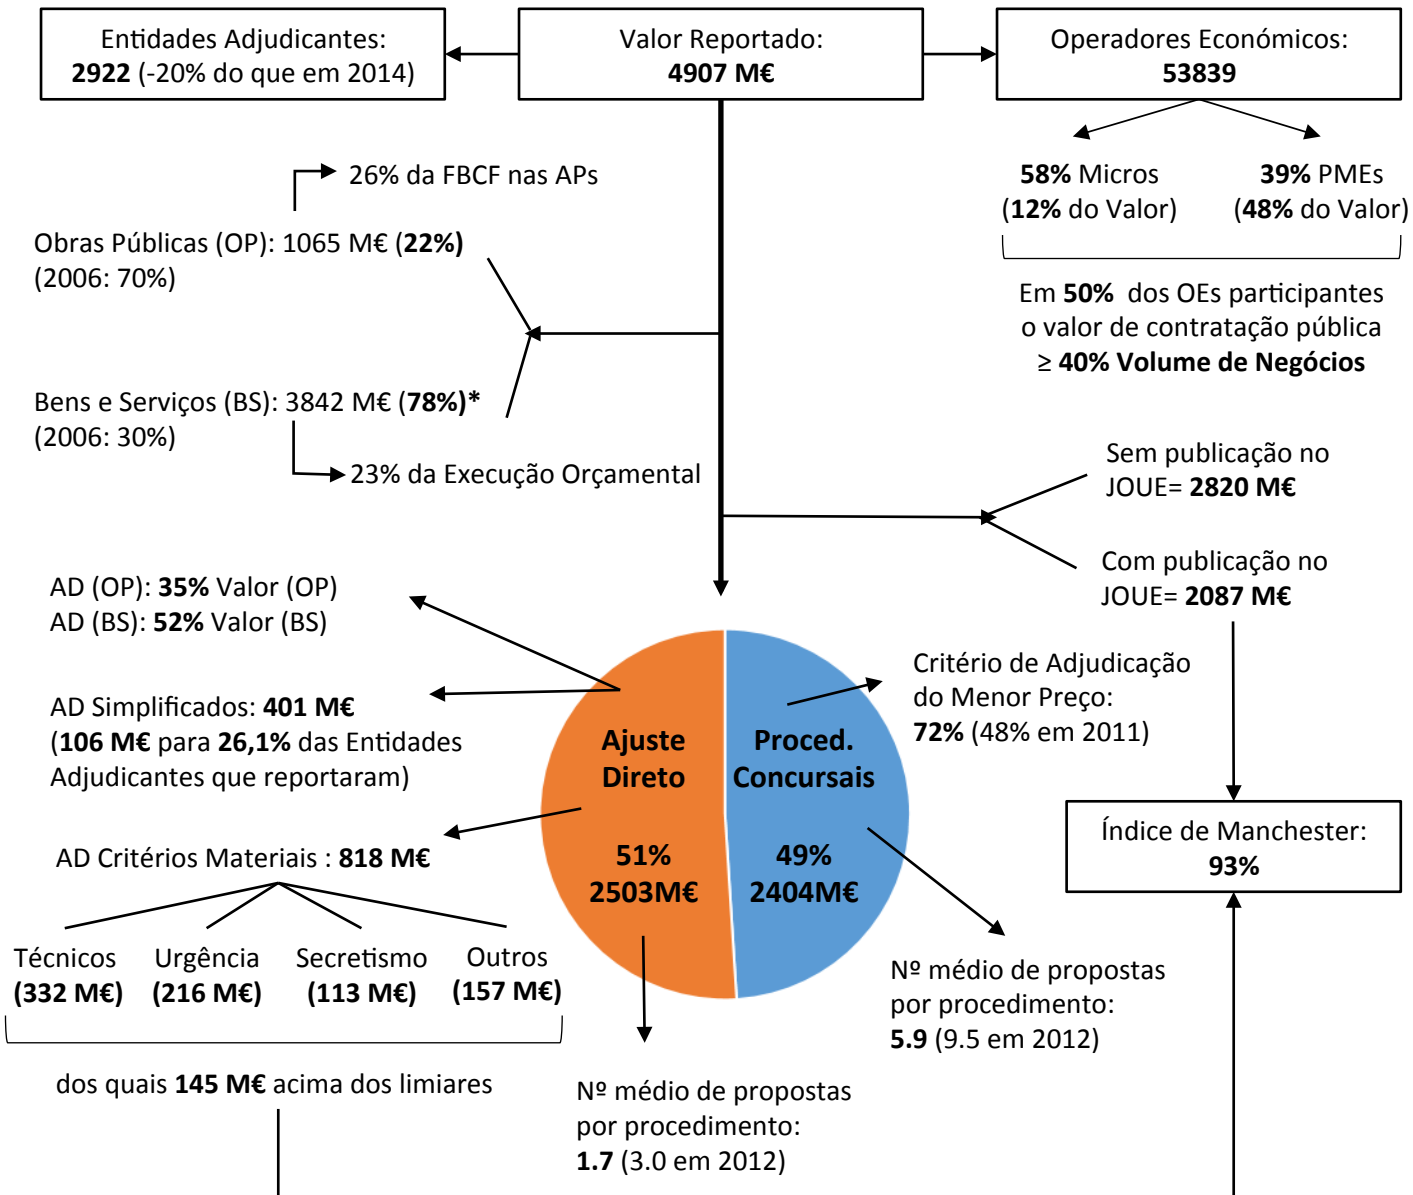 Entidades Adjudicantes:
2922 (-20% do que em 2014)
Valor Reportado:
4907 M€
Operadores Económicos:
53839
58% Micros
(12% do Valor)
39% PMEs
(48% do Valor)
Em 50% dos OEs participantes
o valor de contratação pública
≥ 40% Volume de Negócios
26% da FBCF nas APs
Obras Públicas (OP): 1065 M€ (22%)
(2006: 70%)
Bens e Serviços (BS): 3842 M€ (78%)*
(2006: 30%)
23% da Execução Orçamental
Sem publicação no
JOUE= 2820 M€
Com publicação no
JOUE= 2087 M€
AD (OP): 35% Valor (OP)
AD (BS): 52% Valor (BS)
AD Simplificados: 401 M€
(106 M€ para 26,1% das Entidades
Adjudicantes que reportaram)
AD Critérios Materiais : 818 M€
Técnicos
(332 M€)
Urgência
(216 M€)
Secretismo
(113 M€)
Outros
(157 M€)
dos quais 145 M€ acima dos limiares
Ajuste
Direto
51%
2503M€
Proced.
Concursais
49%
2404M€
Critério de Adjudicação
do Menor Preço:
72% (48% em 2011)
Índice de Manchester:
93%
Nº médio de propostas
por procedimento:
5.9 (9.5 em 2012)
Nº médio de propostas
por procedimento:
1.7 (3.0 em 2012)